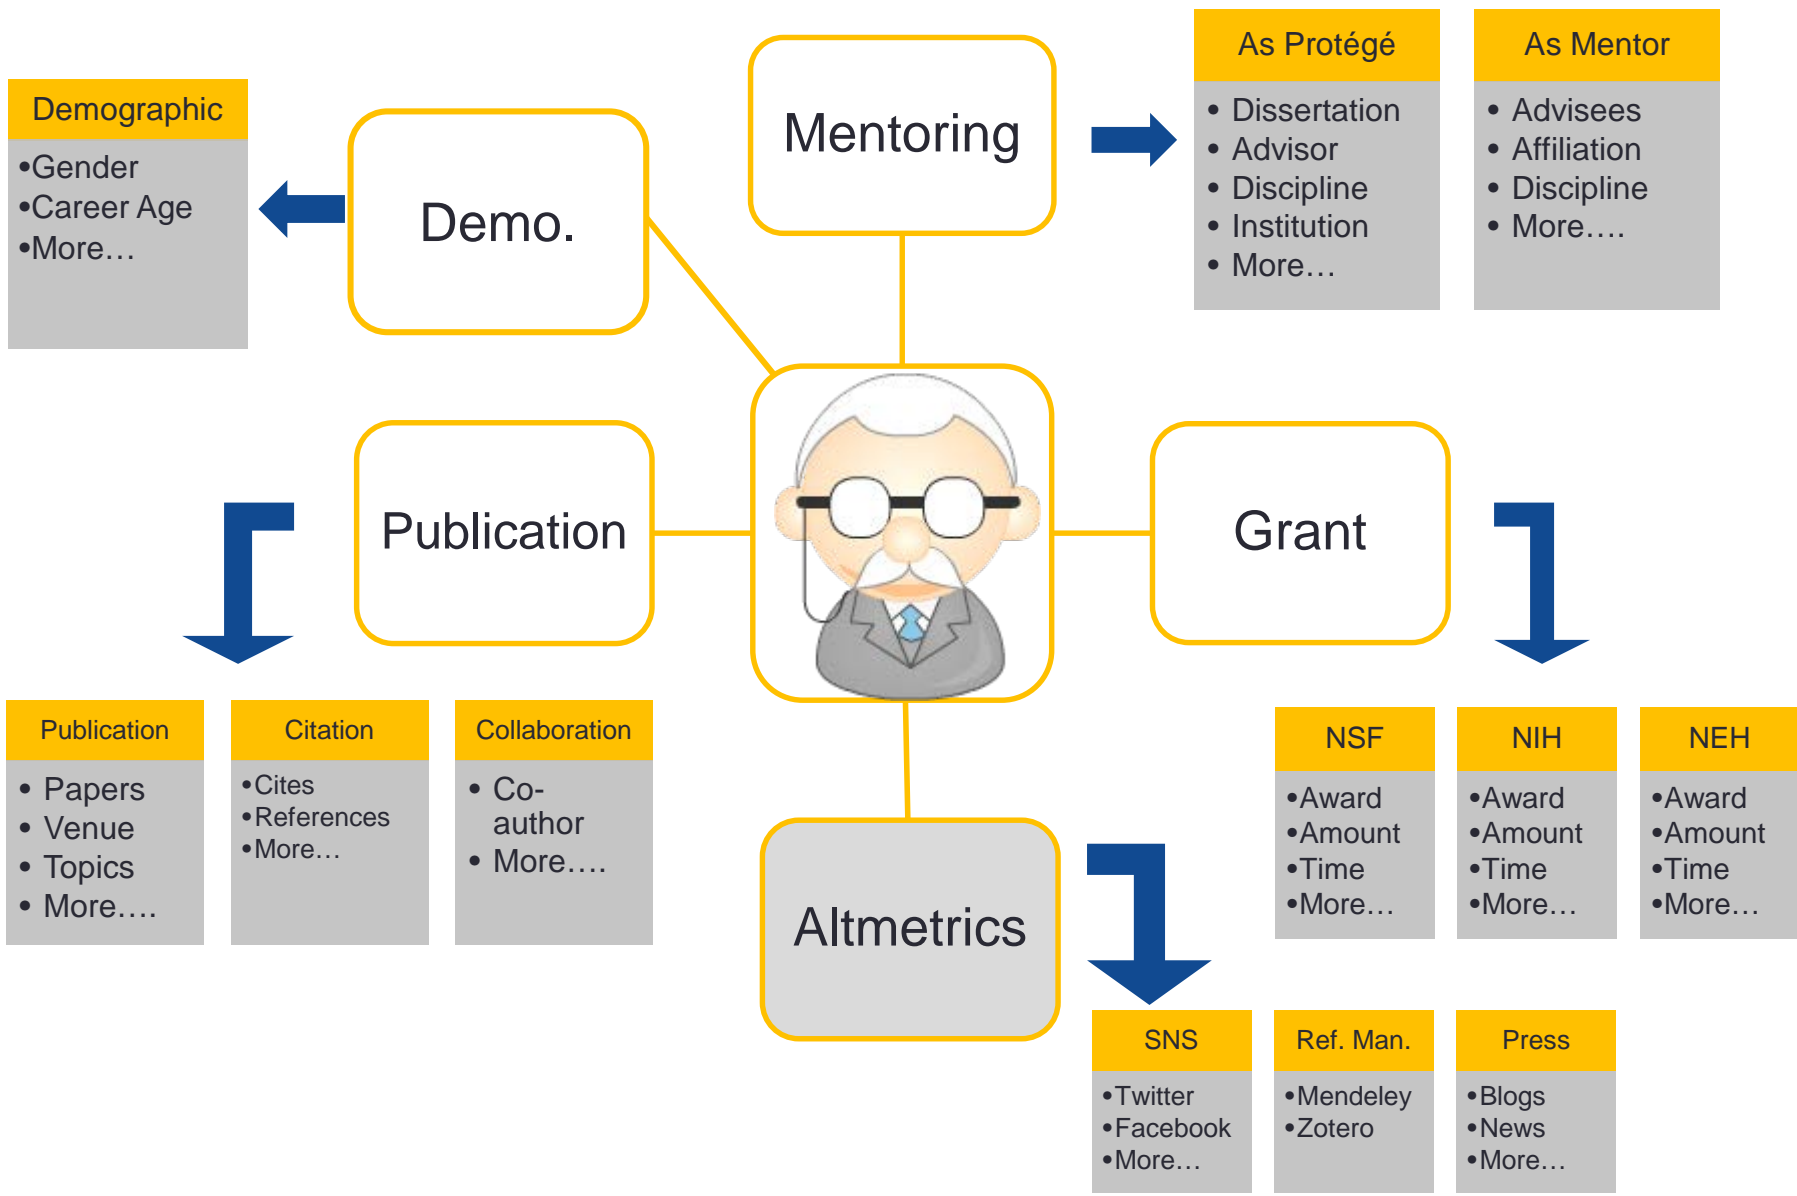 As Protégé
As Mentor
Demographic
Mentoring
• Dissertation
• Advisor
• Discipline
• Institution
• More…
• Advisees
• Affiliation
• Discipline
• More….
•Gender
•Career Age
•More…
Demo.
Publication
Grant
Publication
Citation
Collaboration
• Papers
• Venue
• Topics
• More….
•Cites
•References
•More…
• Co-
author
• More….
NSF
NIH
NEH
•Award
•Amount
•Time
•More…
•Award
•Amount
•Time
•More…
•Award
•Amount
•Time
•More…
Altmetrics
SNS
Ref. Man.
Press
•Twitter
•Facebook
•More…
•Mendeley
•Zotero
•Blogs
•News
•More…